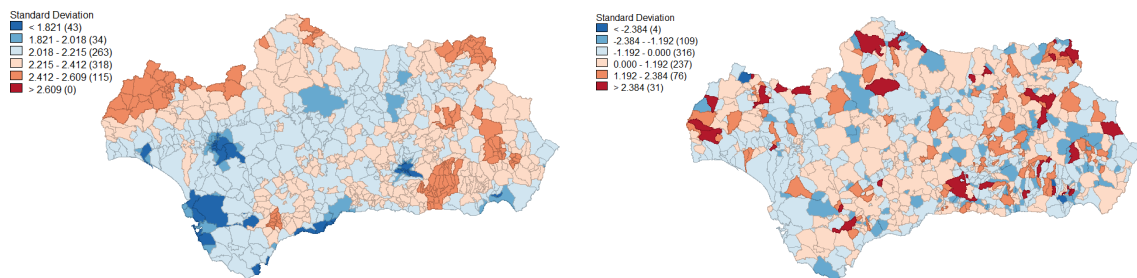 Standard Deviation
< 1.821 (43)
1.821 - 2.018 (34)
2.018 - 2.215 (263)
2.215 - 2.412 (318)
2.412 - 2.609 (115)
> 2.609 (0)
Standard Deviation
< -2.384 (4)
-2.384 - -1.192 (109)
-1.192 - 0.000 (316)
0.000 - 1.192 (237)
1.192 - 2.384 (76)
> 2.384 (31)